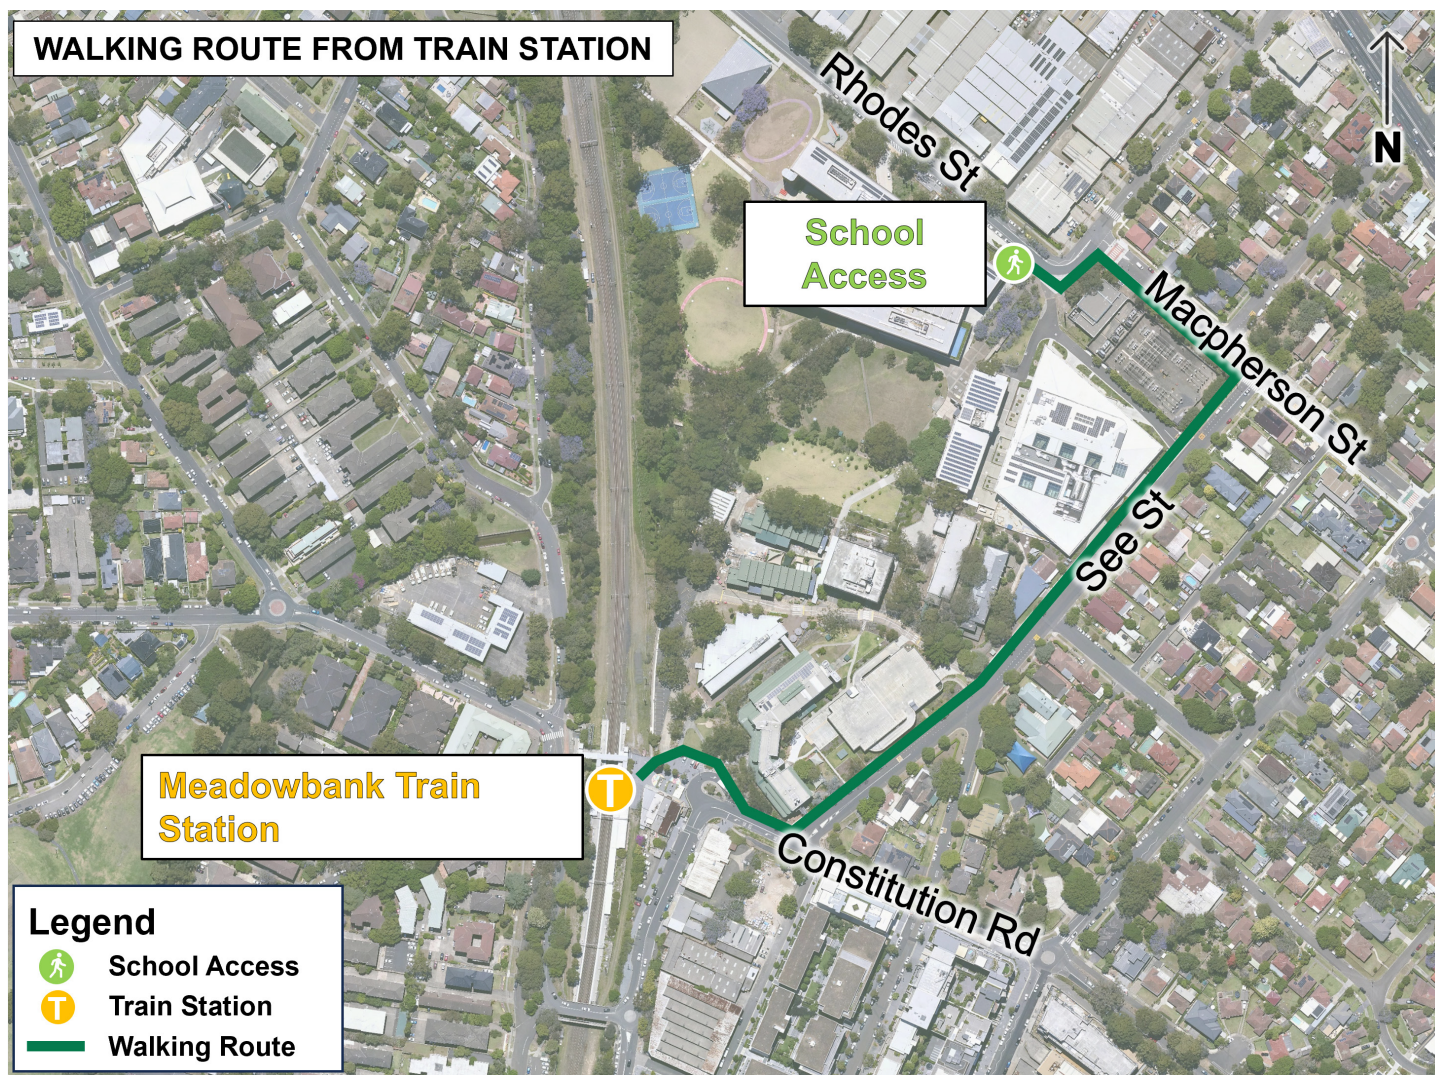 WALKING ROUTE FROM TRAIN STATION
Rhodes St
N
School
Access
Macpherson St
See St
Meadowbank Train
Station
T
Constitution Rd
Legend
School Access
T
Train Station
Walking Route